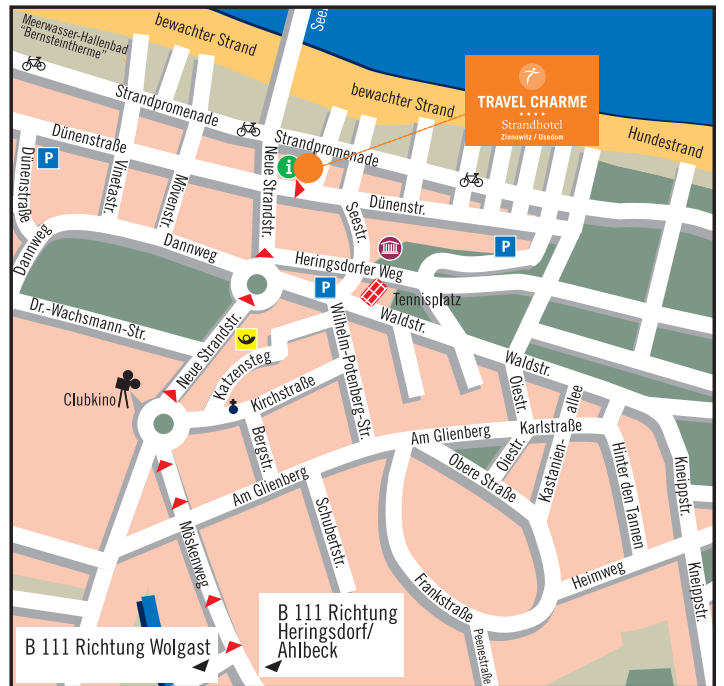 Meerwasser-Hallenbad
"Bernsteintherme"
bewachter Strand
bewachter Strand
Hundestrand
TRAVEL CHARME
★★★★
Strandhotel
Zinnowitz / Usedom
Strandpromenade
Strandpromenade
Dünenstraße
Dünenstraße
Dünenstr.
Vinetastr.
Mövenstr.
Neue Strandstr.
i
P
Seestr.
Dannweg
Dannweg
Heringsdorfer Weg
P
P
Tennisplatz
Dr.-Wachsmann-Str.
Waldstr.
Waldstr.
Neue Strandstr.
Katzensteg
Wilhelm-Potenberg-Str.
Clubkino
Kirchstraße
Bergstr.
Am Glienberg
Am Glienberg
Karlstraße
Oiestr.
Oiestr.
Kastanien-
allee
Obere Straße
Hinter den Tannen
Kneippstr.
Kneippstr.
Schubertstr.
Möskenweg
Frankstraße
Heimweg
Peenestraße
B 111 Richtung Wolgast
B 111 Richtung
Heringsdorf/
Ahlbeck